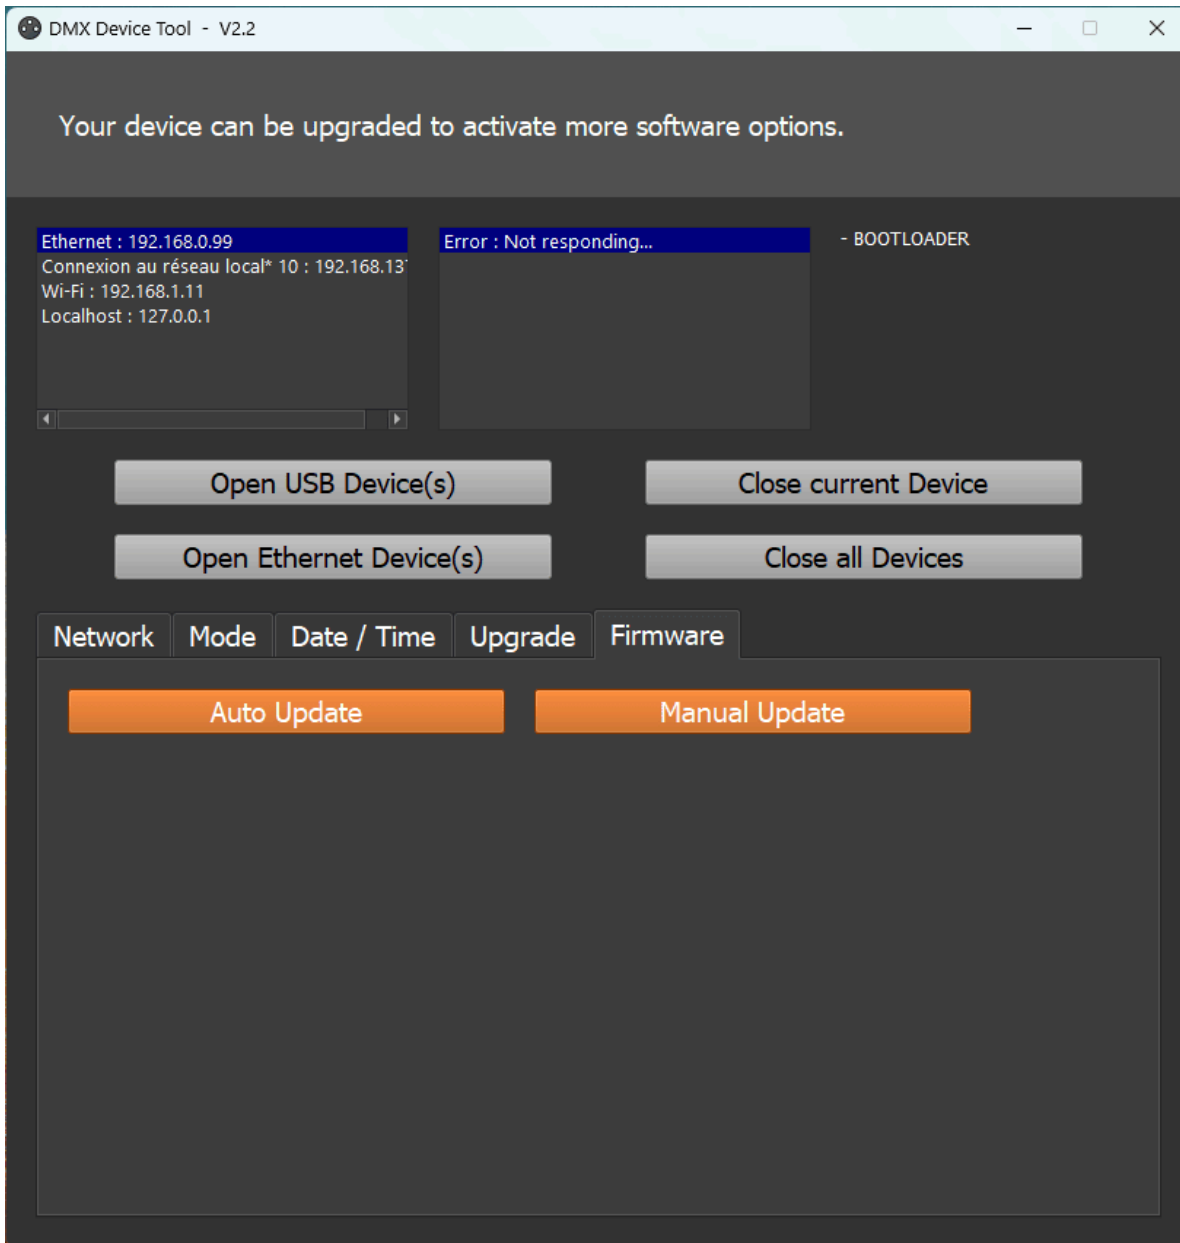 DMX Device Tool - V2.2
Your device can be upgraded to activate more software options.
Ethernet : 192.168.0.99
Connexion au réseau local* 10 : 192.168.13
Wi-Fi : 192.168.1.11
Localhost : 127.0.0.1
Error : Not responding...
- BOOTLOADER
Open USB Device(s)
Close current Device
Open Ethernet Device(s)
Close all Devices
Network
Mode
Date / Time
Upgrade
Firmware
Auto Update
Manual Update